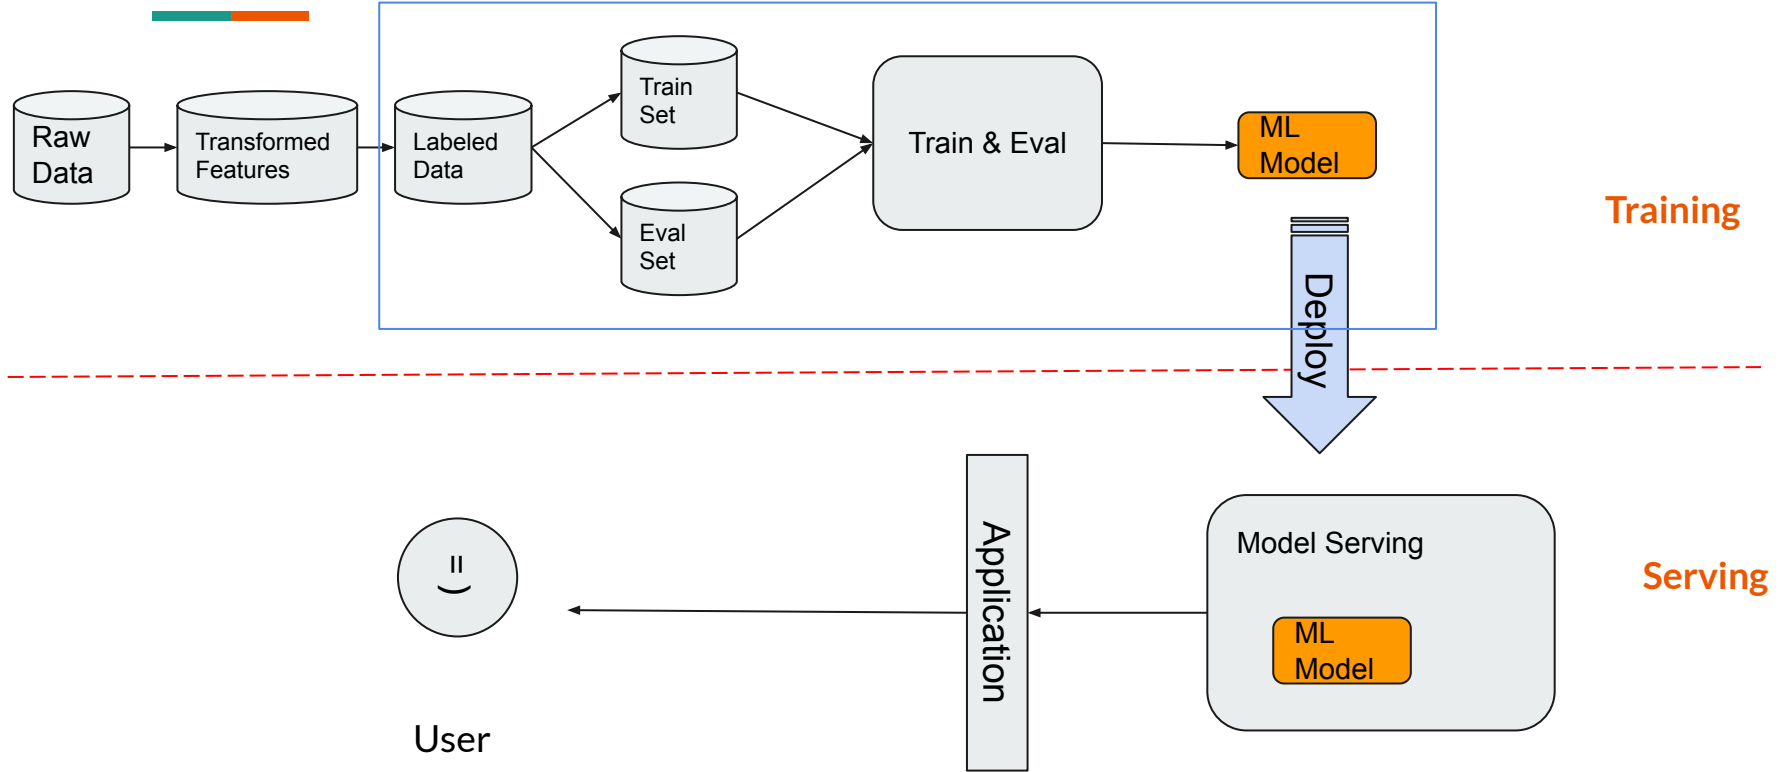 Raw
Data
Transformed
Features
Labeled
Data
Train
Set
Eval
Set
Train & Eval
ML
Model
Training
Deploy
Model Serving
ML
Model
Serving
Application
=)
User